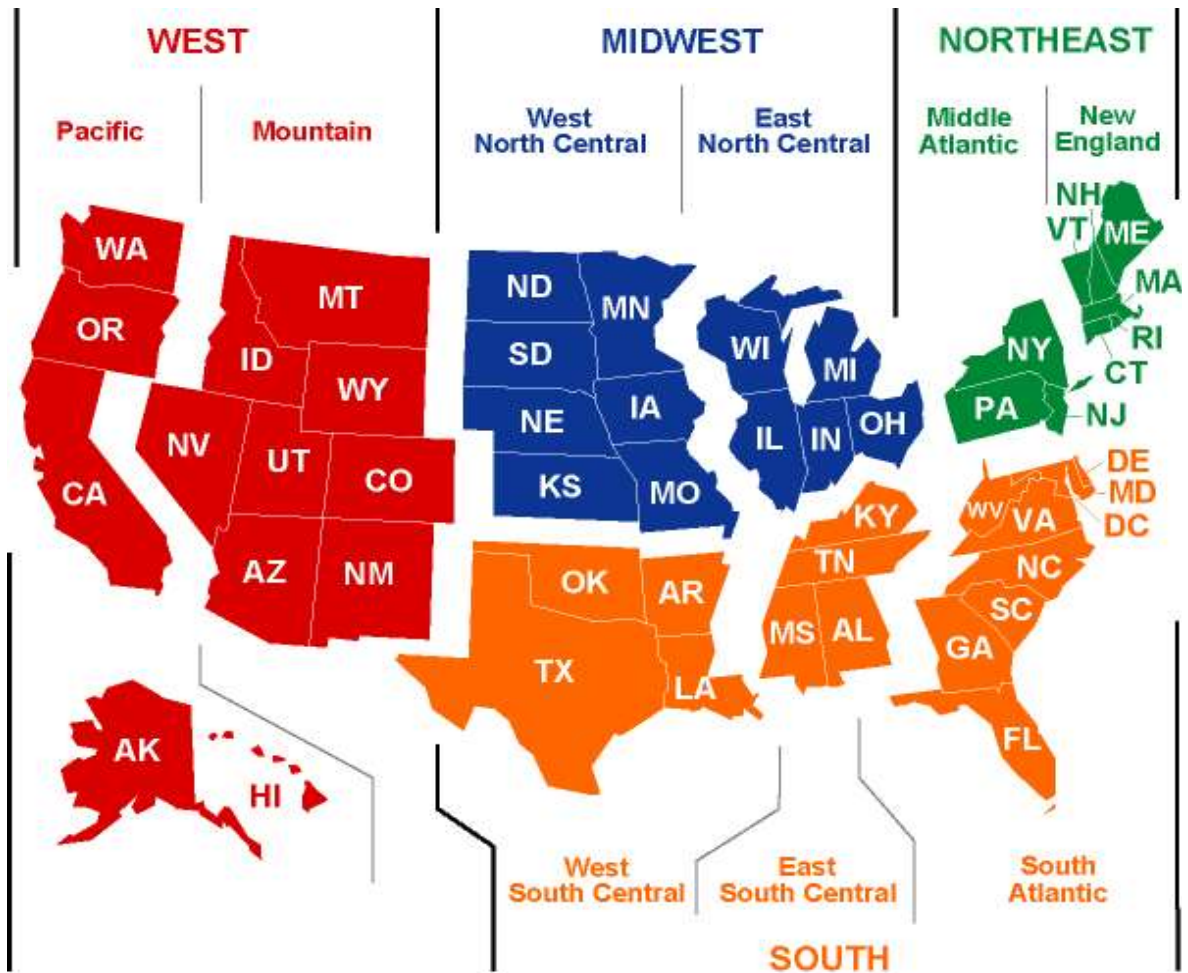 WEST
MIDWEST
NORTHEAST
Pacific
Mountain
West
North Central
East
North Central
Middle
Atlantic
New
England
WA
OR
CA
AK
HI
MT
ID
WY
NV
UT
CO
AZ
NM
ND
MN
SD
NE
IA
KS
MO
WI
MI
IL
IN
OH
NH
VT
ME
MA
RI
CT
NY
PA
NJ
OK
AR
TX
LA
KY
TN
MS
AL
DE
MD
DC
WV
VA
NC
SC
GA
FL
West
South Central
East
South Central
South
Atlantic
SOUTH